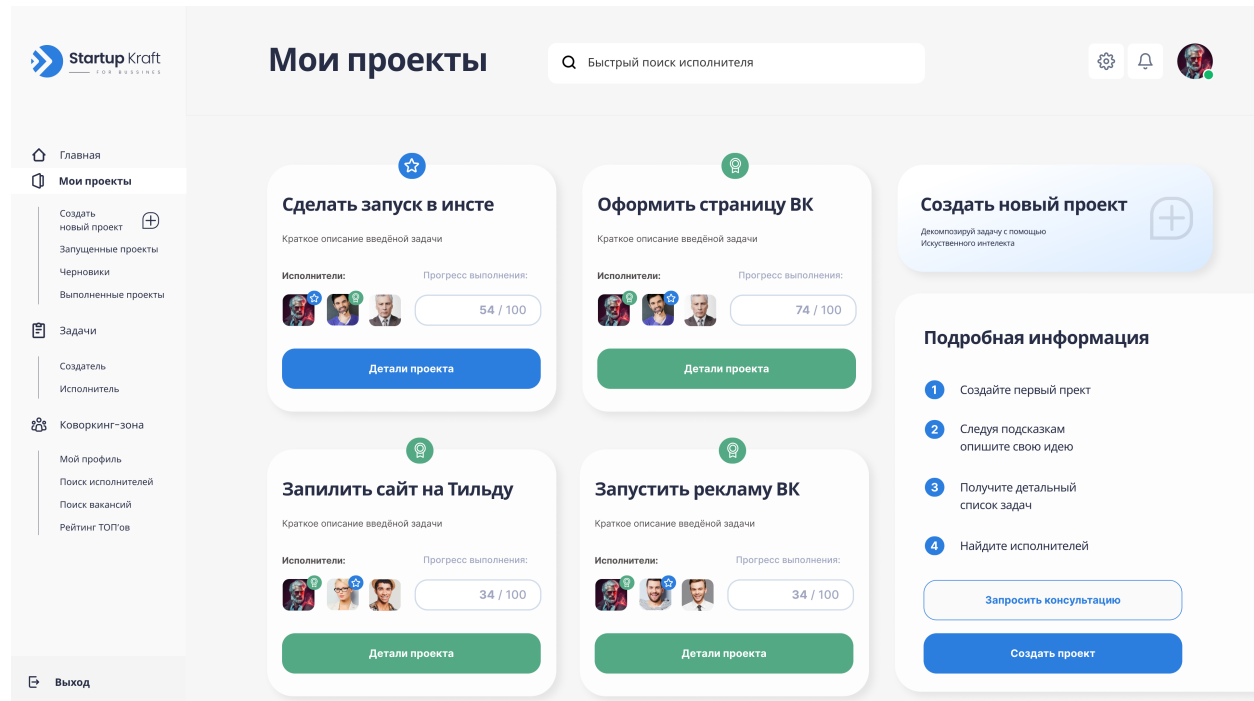 Startup Kraft
FOR BUSSINES
Мои проекты
Быстрый поиск исполнителя
Главная
Мои проекты
Создать
новый проект
Запущенные проекты
Черновики
Выполненные проекты
Задачи
Создатель
Исполнитель
Коворкинг-зона
Мой профиль
Поиск исполнителей
Поиск вакансий
Рейтинг ТОП'ов
Выход
Сделать запуск в инсте
Краткое описание введёной задачи
Исполнители:
Прогресс выполнения:
54 / 100
Детали проекта
Оформить страницу ВК
Краткое описание введёной задачи
Исполнители:
Прогресс выполнения:
74 / 100
Детали проекта
Запилить сайт на Тильду
Краткое описание введёной задачи
Исполнители:
Прогресс выполнения:
34 / 100
Детали проекта
Запустить рекламу ВК
Краткое описание введёной задачи
Исполнители:
Прогресс выполнения:
34 / 100
Детали проекта
Создать новый проект
Декомпозируй задачу с помощью
Искуственного интелекта
Подробная информация
1 Создайте первый прект
2 Следуя подсказкам
опишите свою идею
3 Получите детальный
список задач
4 Найдите исполнителей
Запросить консультацию
Создать проект